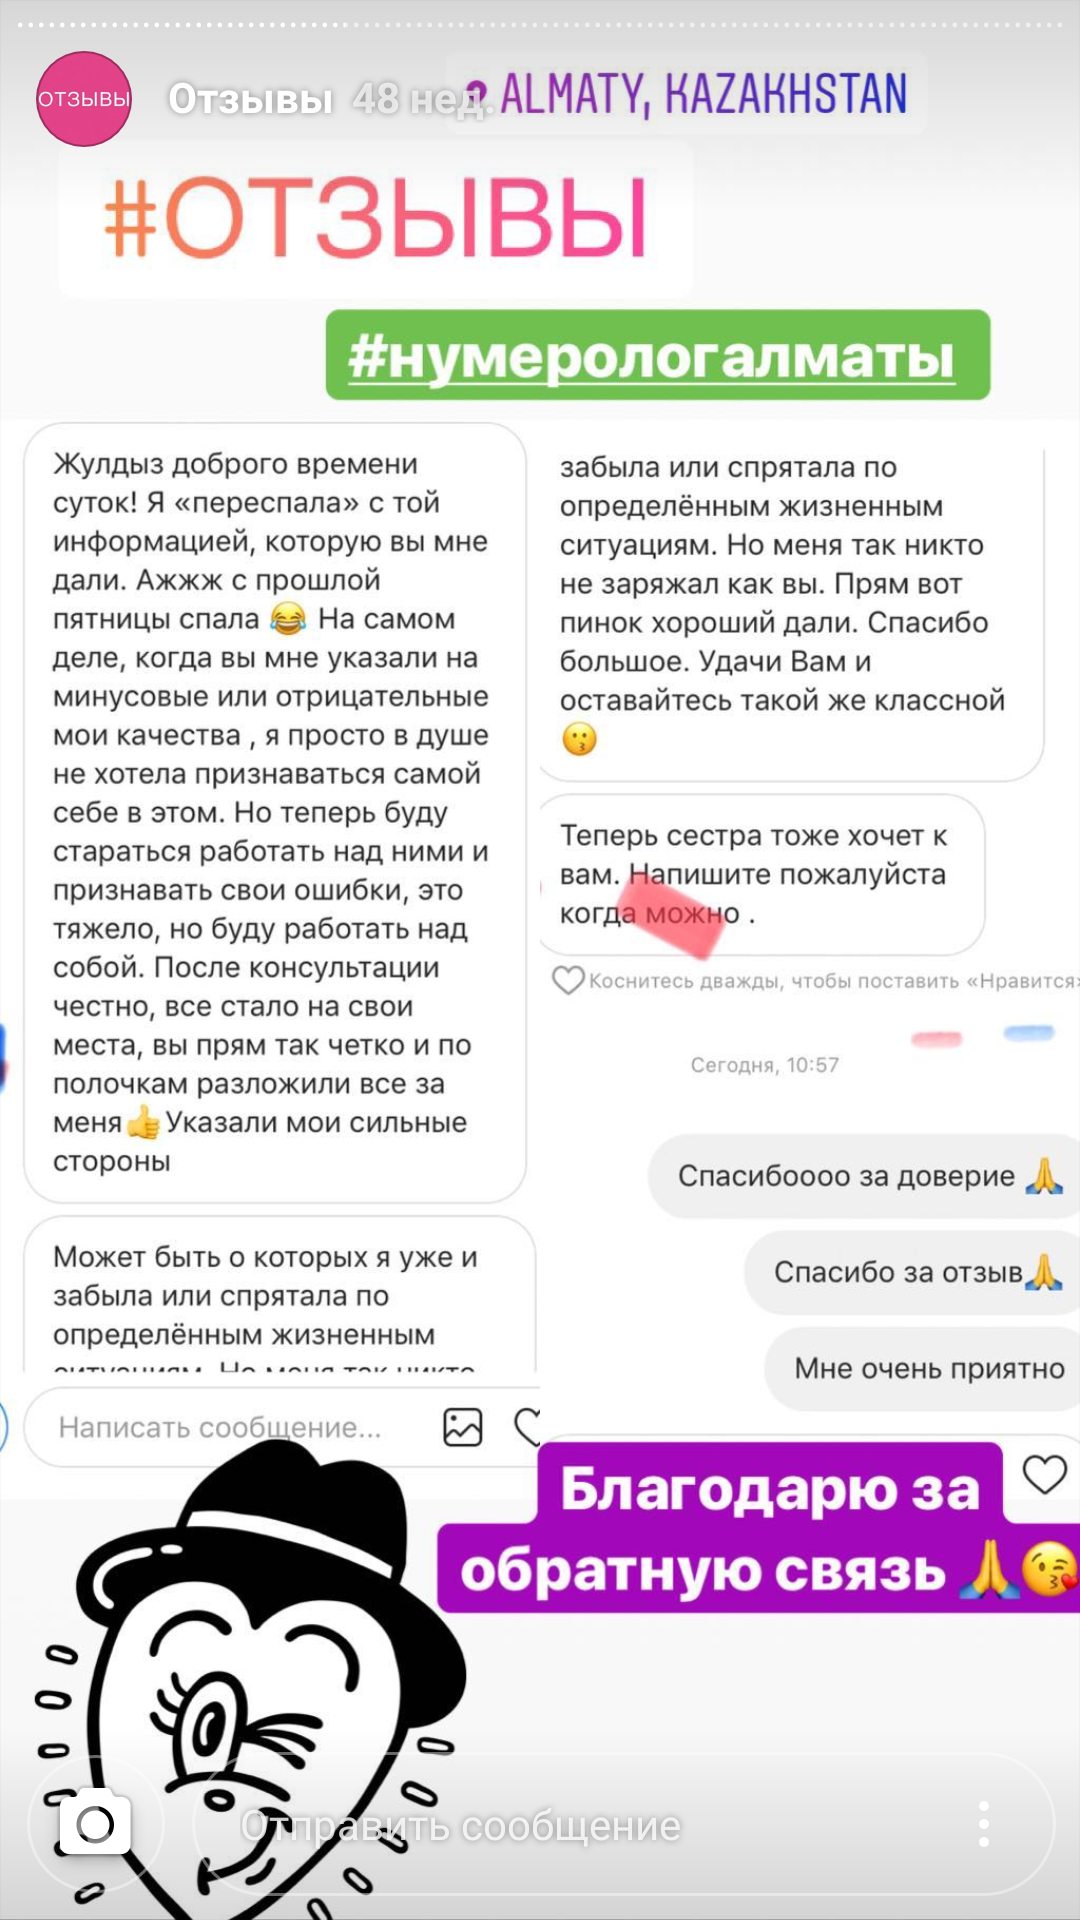 ОТЗЫВЫ
Отзывы 48 нед.
ALMATY, KAZAKHSTAN
#ОТЗЫВЫ
#нумерологалматы
Жулдыз доброго времени
суток! Я «переспала» с той
информацией, которую вы мне
дали. Ажжж с прошлой
пятницы спала 😂 На самом
деле, когда вы мне указали на
минусовые или отрицательные
мои качества , я просто в душе
не хотела признаваться самой
себе в этом. Но теперь буду
стараться работать над ними и
признавать свои ошибки, это
тяжело, но буду работать над
собой. После консультации
честно, все стало на свои
места, вы прям так четко и по
полочкам разложили все за
меня👍Указали мои сильные
стороны
Может быть о которых я уже и
забыла или спрятала по
определённым жизненным
ситуациям. Но меня так никто
Написать сообщение...
забыла или спрятала по
определённым жизненным
ситуациям. Но меня так никто
не заряжал как вы. Прям вот
пинок хороший дали. Спасибо
большое. Удачи Вам и
оставайтесь такой же классной
😗
Теперь сестра тоже хочет к
вам. Напишите пожалуйста
когда можно .
Коснитесь дважды, чтобы поставить «Нравится»
Сегодня, 10:57
Спасибоооо за доверие 🙏
Спасибо за отзыв🙏
Мне очень приятно
Благодарю за
обратную связь 🙏😘
Отправить сообщение